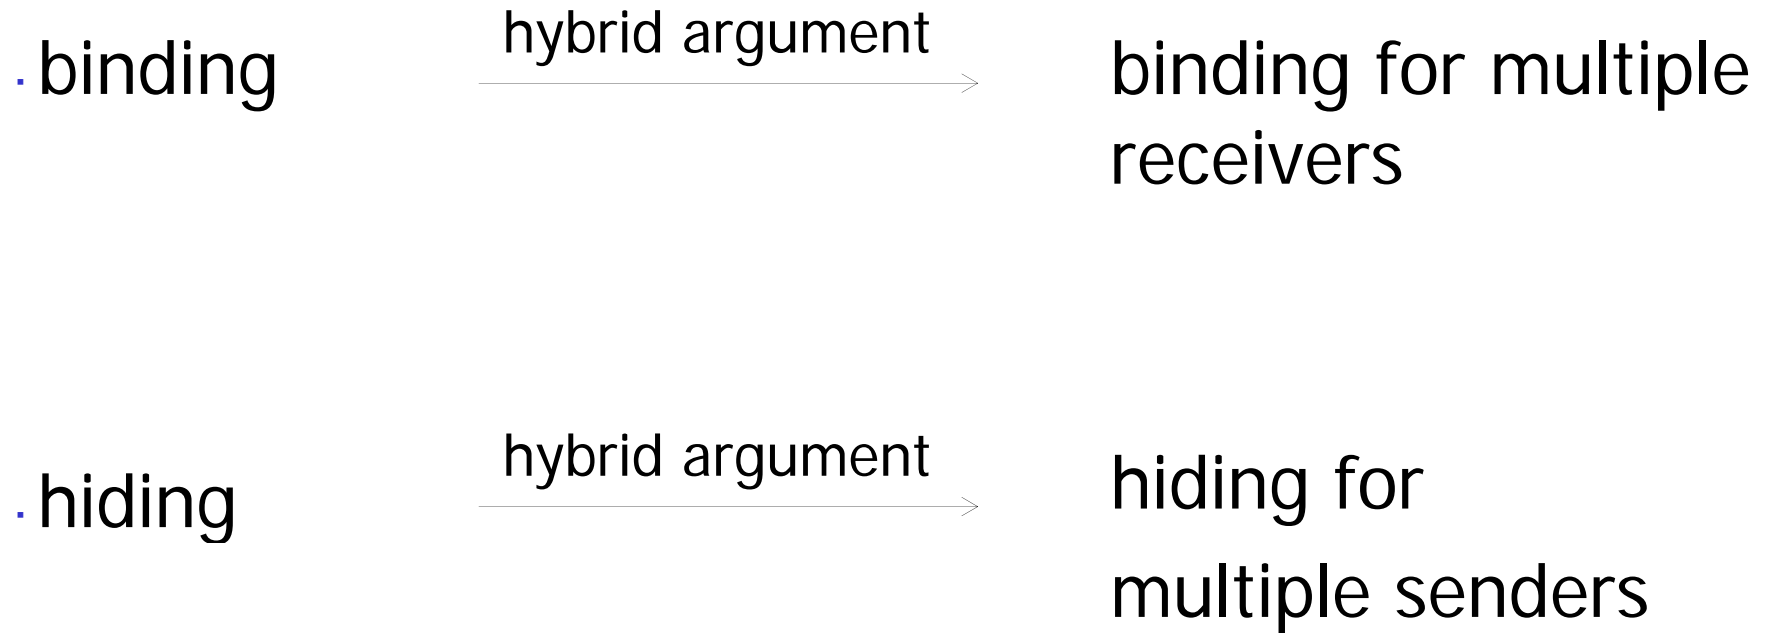 ▪ binding
hybrid argument
binding for multiple
receivers
▪ hiding
hybrid argument
hiding for
multiple senders